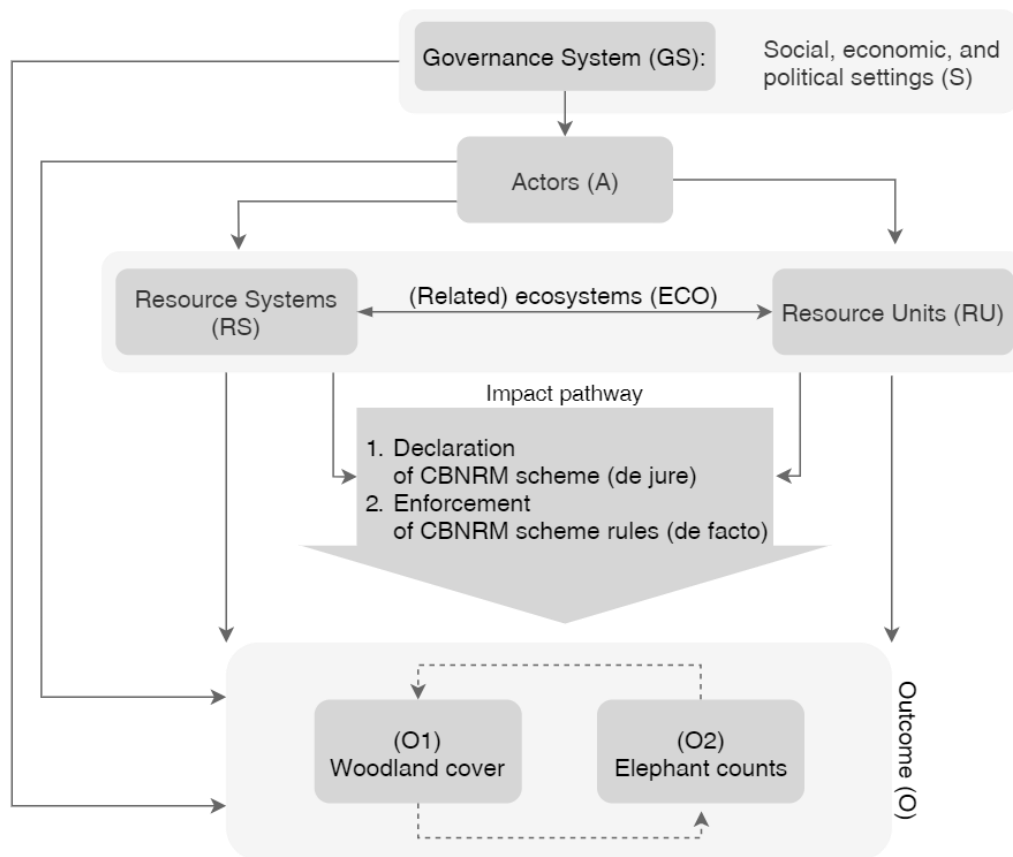 Governance System (GS):
Social, economic, and
political settings (S)
Actors (A)
Resource Systems
(RS)
(Related) ecosystems (ECO)
Resource Units (RU)
Impact pathway
1. Declaration
of CBNRM scheme (de jure)
2. Enforcement
of CBNRM scheme rules (de facto)
(O1)
Woodland cover
(O2)
Elephant counts
Outcome (O)